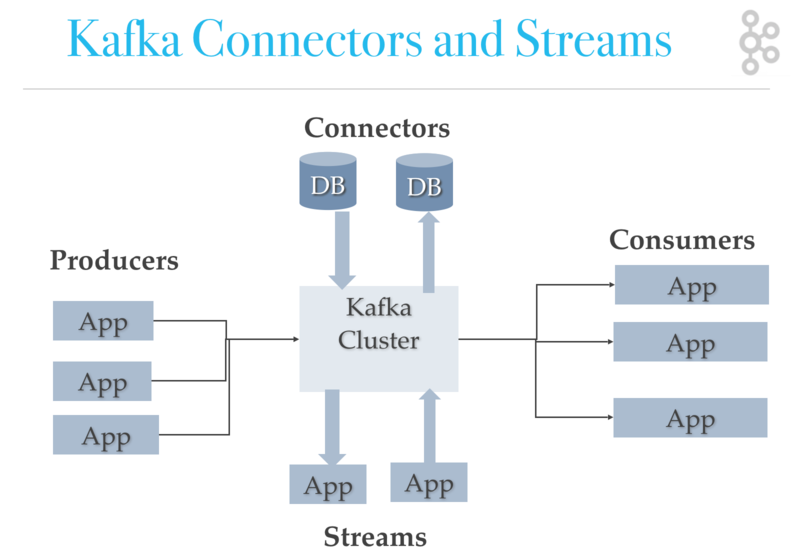 Kafka Connectors and Streams
Connectors
DB
DB
Producers
Consumers
App
App
App
Kafka
Cluster
App
App
App
App
App
Streams